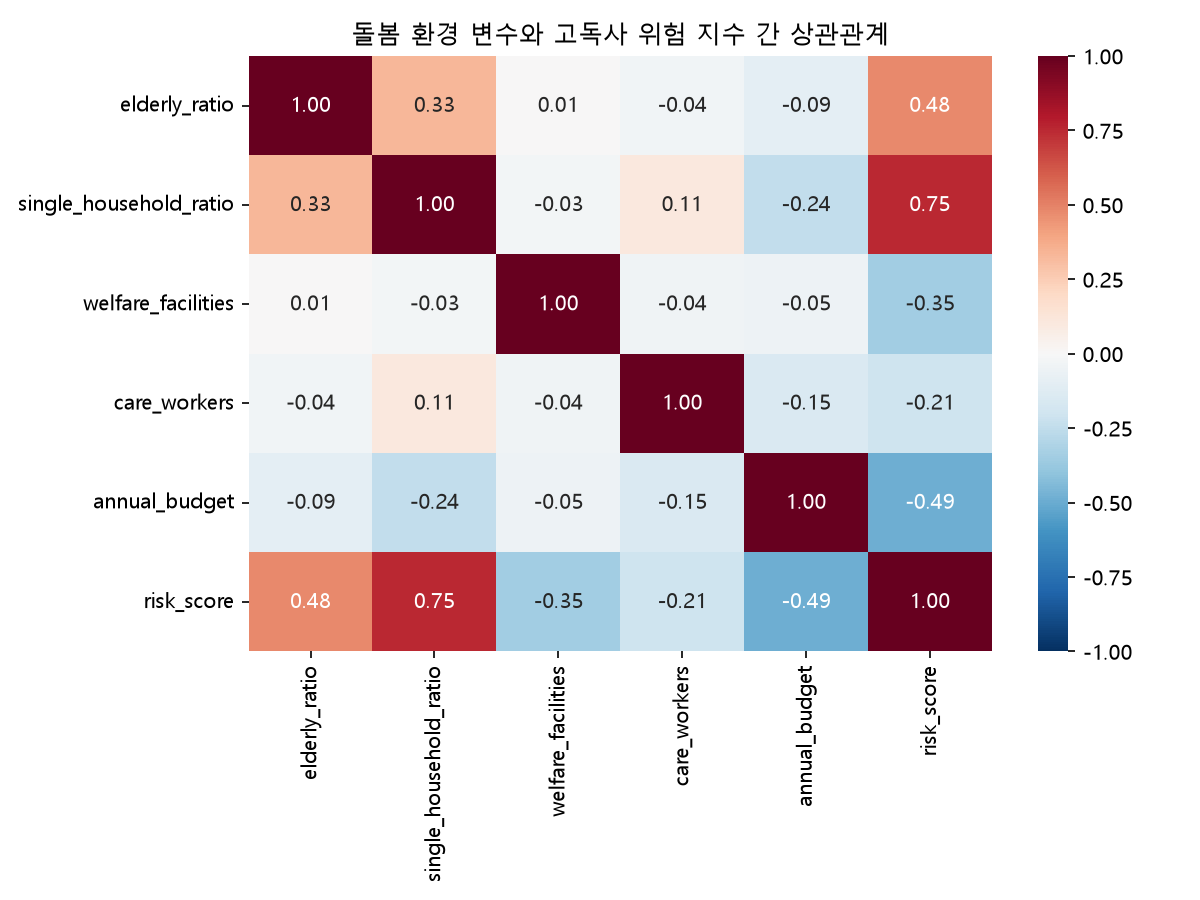 돌봄 환경 변수와 고독사 위험 지수 간 상관관계
elderly_ratio 1.00 0.33 0.01 -0.04 -0.09 0.48
single_household_ratio 0.33 1.00 -0.03 0.11 -0.24 0.75
welfare_facilities 0.01 -0.03 1.00 -0.04 -0.05 -0.35
care_workers -0.04 0.11 -0.04 1.00 -0.15 -0.21
annual_budget -0.09 -0.24 -0.05 -0.15 1.00 -0.49
risk_score 0.48 0.75 -0.35 -0.21 -0.49 1.00
elderly_ratio
single_household_ratio
welfare_facilities
care_workers
annual_budget
risk_score
1.00
0.75
0.50
0.25
0.00
-0.25
-0.50
-0.75
-1.00